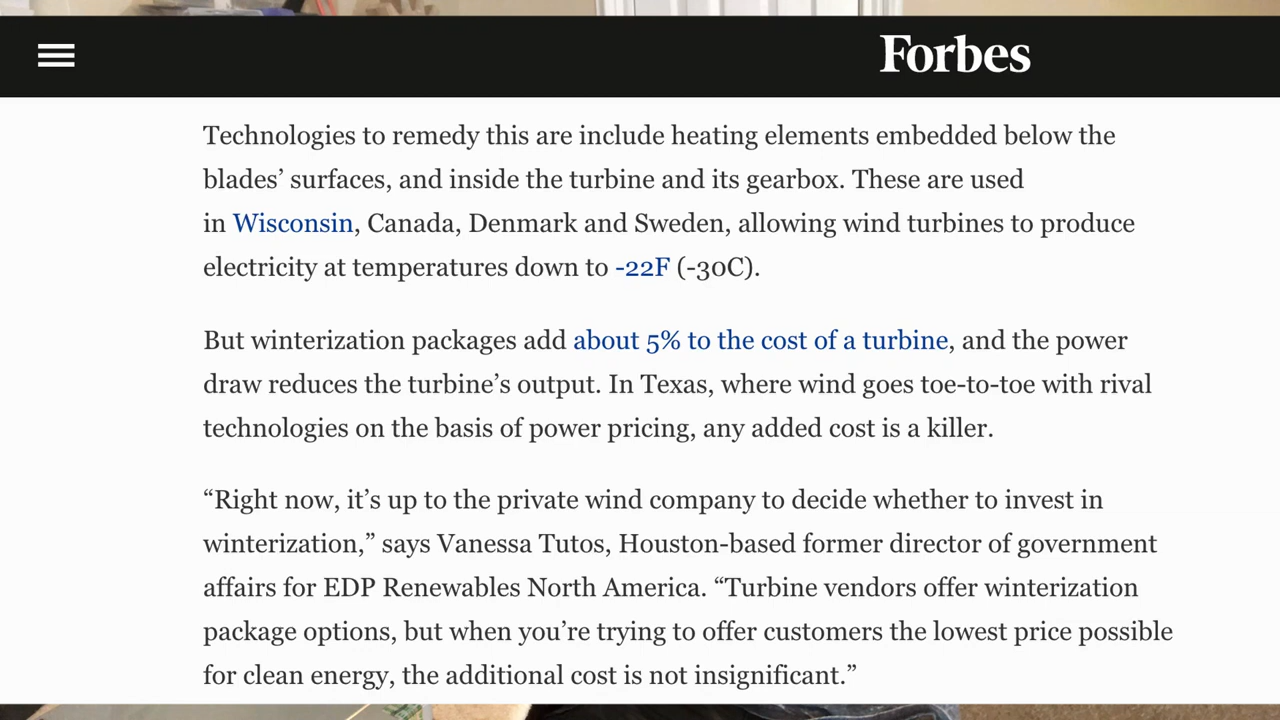 Forbes
Technologies to remedy this are include heating elements embedded below the
blades’ surfaces, and inside the turbine and its gearbox. These are used
in Wisconsin, Canada, Denmark and Sweden, allowing wind turbines to produce
electricity at temperatures down to -22F (-30C).
But winterization packages add about 5% to the cost of a turbine, and the power
draw reduces the turbine’s output. In Texas, where wind goes toe-to-toe with rival
technologies on the basis of power pricing, any added cost is a killer.
“Right now, it’s up to the private wind company to decide whether to invest in
winterization,” says Vanessa Tutos, Houston-based former director of government
affairs for EDP Renewables North America. “Turbine vendors offer winterization
package options, but when you’re trying to offer customers the lowest price possible
for clean energy, the additional cost is not insignificant.”